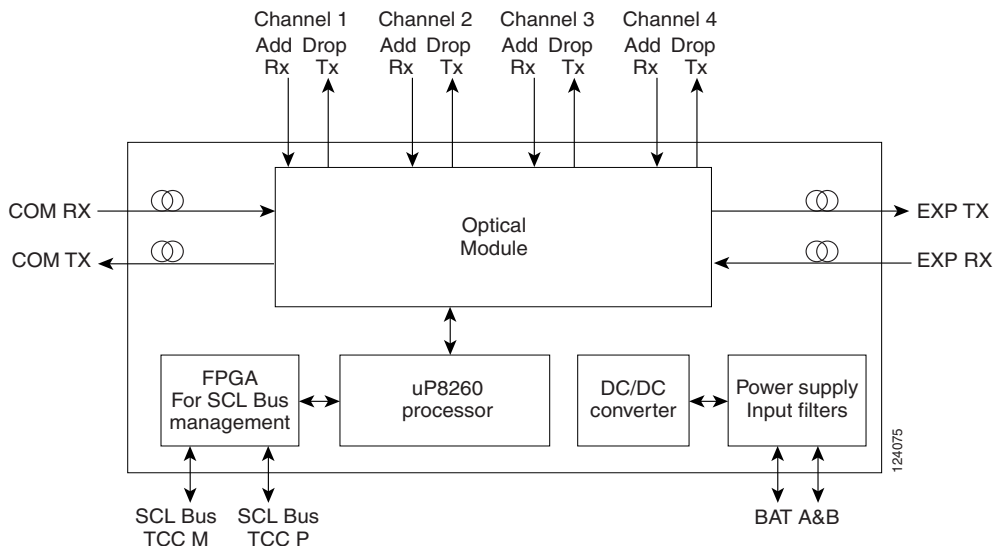 Channel 1 Channel 2 Channel 3 Channel 4
Add Drop Add Drop Add Drop Add Drop
Rx Tx Rx Tx Rx Tx Rx Tx
COM RX
EXP TX
Optical
Module
COM TX
EXP RX
FPGA
For SCL Bus
management
uP8260
processor
DC/DC
converter
Power supply
Input filters
124075
SCL Bus
TCC M
SCL Bus
TCC P
BAT A&B